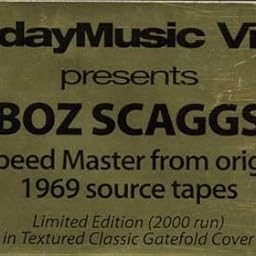 dayMusic Vi
presents
BOZ SCAGGS
peed Master from orig
1969 source tapes
Limited Edition (2000 run)
in Textured Classic Gatefold Cover